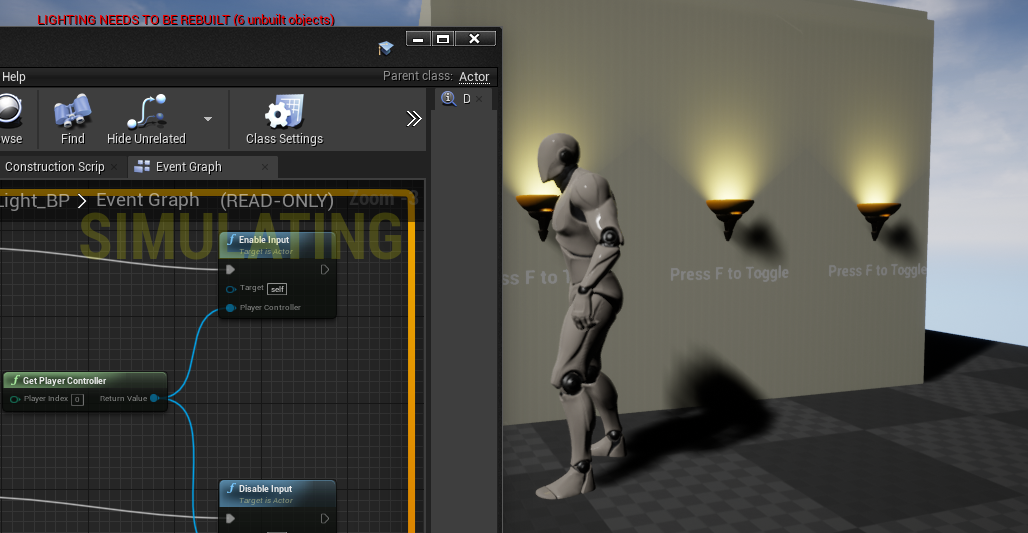 LIGHTING NEEDS TO BE REBUILT (6 unbuilt objects)
Help
Parent class: Actor
wse
Find
Hide Unrelated
Class Settings
D
Construction Scrip
Event Graph
Light_BP > Event Graph (READ-ONLY)
Zoom -3
SIMULATING
Enable Input
Target is Actor
Target self
Player Controller
Get Player Controller
Player Index 0 Return Value
Disable Input
Target is Actor
ss F to T
Press F to Toggle
Press F to Toggle